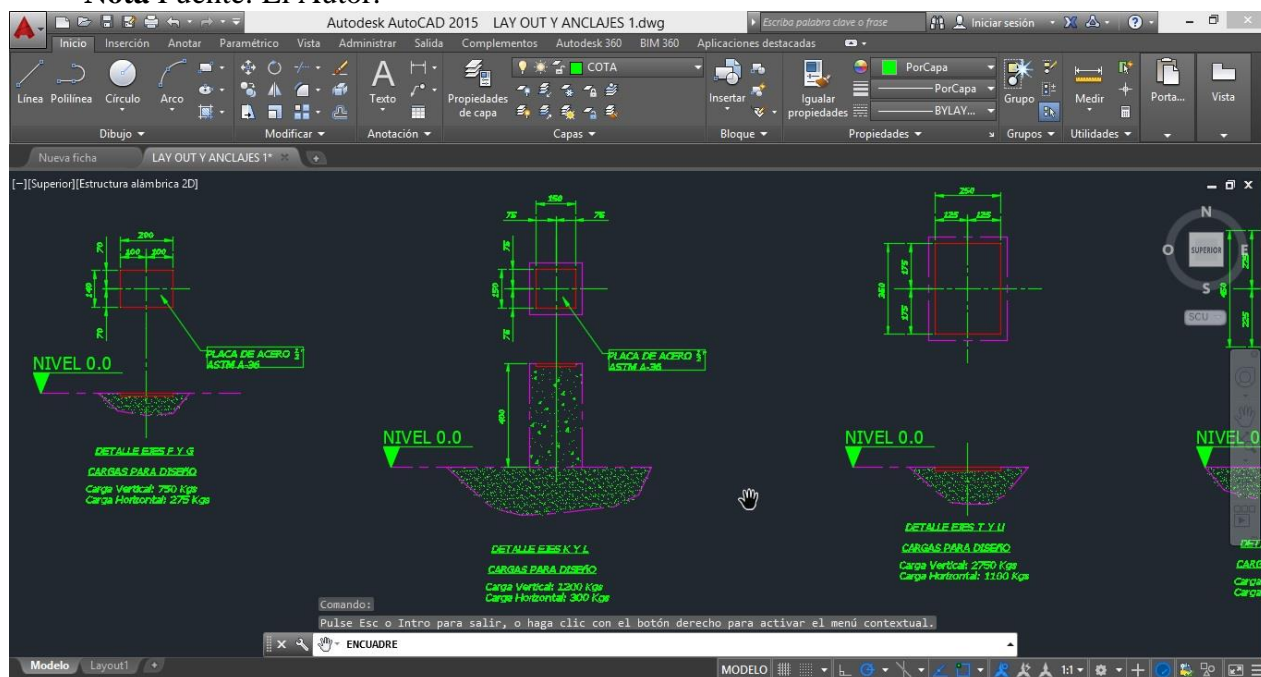 Nota Fuente: El Autor.
Autodesk AutoCAD 2015 LAY OUT Y ANCLAJES 1.dwg
Escriba palabra clave o frase
Iniciar sesión
Inicio Inserción Anotar Paramétrico Vista Administrar Salida Complementos Autodesk 360 BIM 360 Aplicaciones destacadas
Línea Polilínea Círculo Arco
Texto
Propiedades de capa
COTA
Insertar
Igualar propiedades
PorCapa
PorCapa
BYLAY...
Grupo
Medir
Porta...
Vista
Dibujo Modificar Anotación Capas Bloque Propiedades Grupos Utilidades
Nueva ficha LAY OUT Y ANCLAJES 1*
[−][Superior][Estructura alámbrica 2D]
N
O SUPERIOR E
S
SCU
200
100 100
70
140
70
PLACA DE ACERO
ASTM A-36
NIVEL 0.0
DETALLE EJES F Y G
CARGAS PARA DISEÑO
Carga Vertical: 750 Kgs
Carga Horizontal: 275 Kgs
150
75 75
75
150
75
PLACA DE ACERO
ASTM A-36
400
NIVEL 0.0
DETALLE EJES K Y L
CARGAS PARA DISEÑO
Carga Vertical: 1200 Kgs
Carga Horizontal: 300 Kgs
250
125 125
175
175
NIVEL 0.0
DETALLE EJES T Y U
CARGAS PARA DISEÑO
Carga Vertical: 2750 Kgs
Carga Horizontal: 1100 Kgs
225
450
225
NIVEL 0
DET
CARG
Carga
Carga
Comando:
Pulse Esc o Intro para salir, o haga clic con el botón derecho para activar el menú contextual.
ENCUADRE
Modelo Layout1
MODELO
1:1